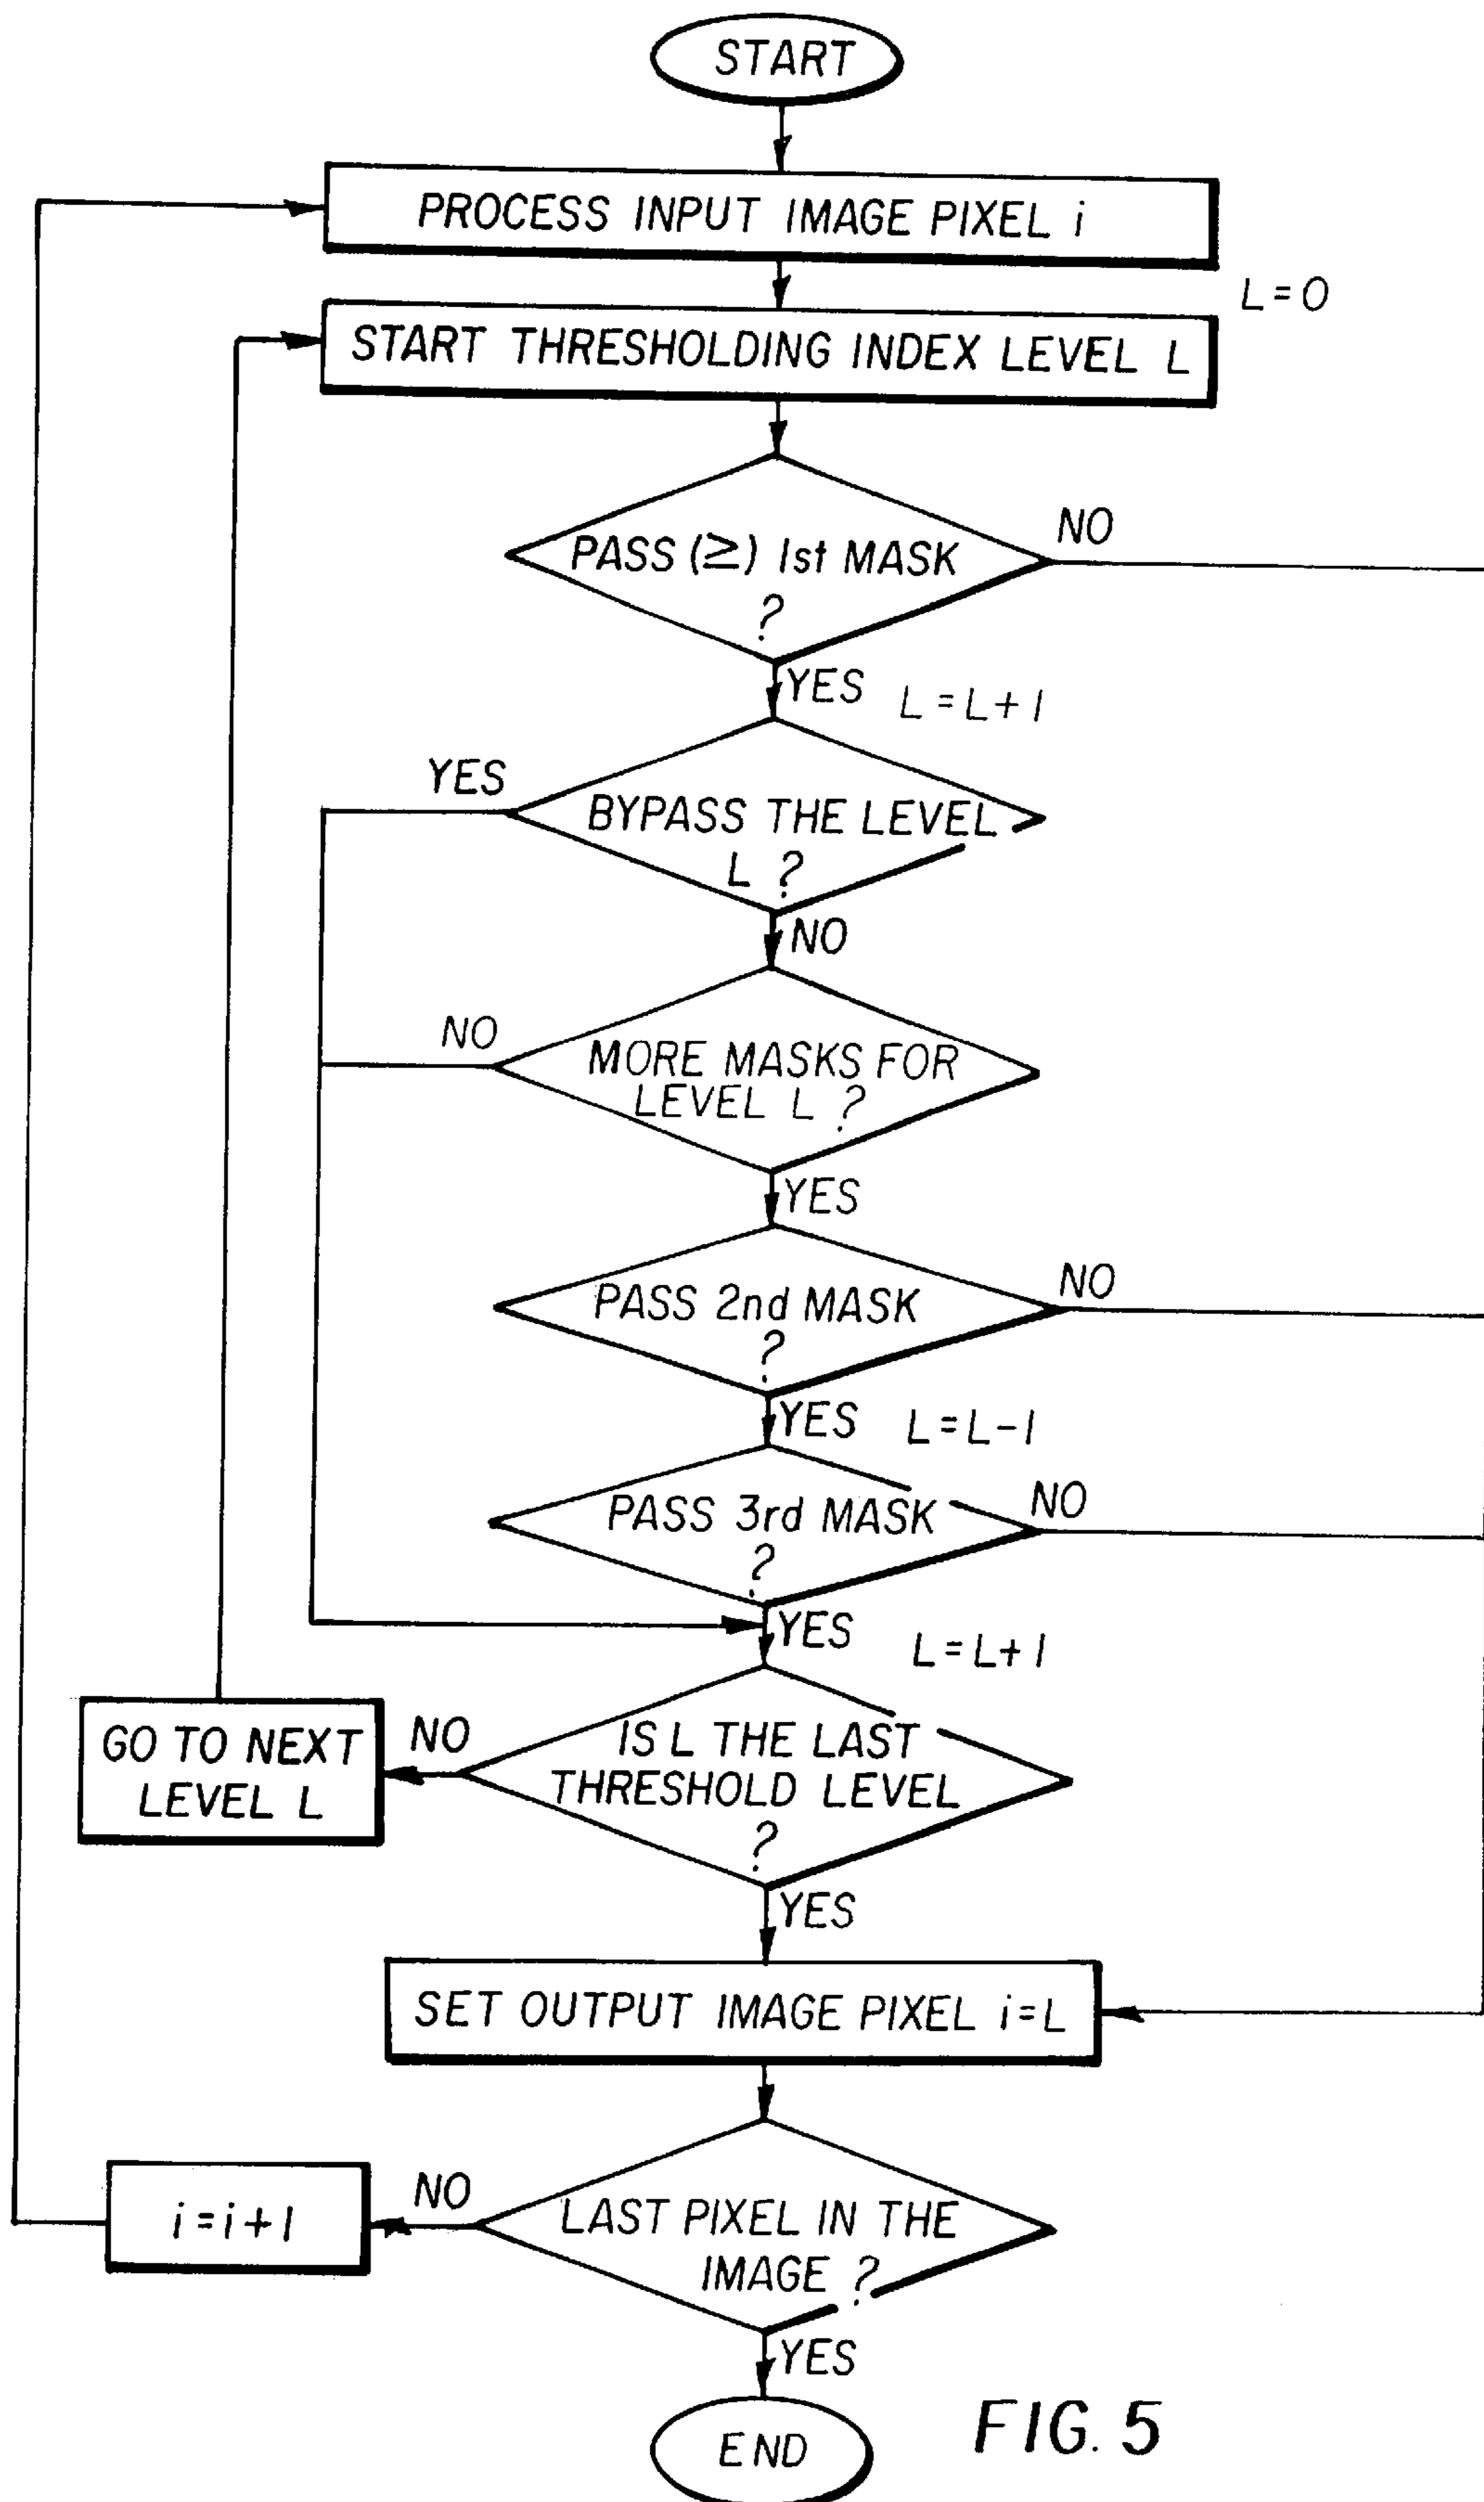 START
PROCESS INPUT IMAGE PIXEL i
L=0
START THRESHOLDING INDEX LEVEL L
NO
PASS (≥) 1st MASK
?
YES L=L+1
YES
BYPASS THE LEVEL
L ?
NO
NO
MORE MASKS FOR
LEVEL L ?
YES
NO
PASS 2nd MASK
?
YES L=L-1
NO
PASS 3rd MASK
?
YES L=L+1
GO TO NEXT
LEVEL L
NO
IS L THE LAST
THRESHOLD LEVEL
?
YES
SET OUTPUT IMAGE PIXEL i=L
i=i+1
NO
LAST PIXEL IN THE
IMAGE ?
YES
END
FIG. 5